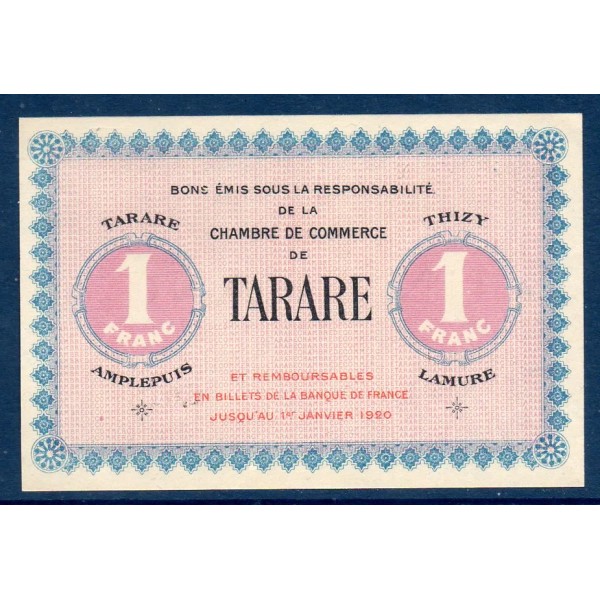 BONS ÉMIS SOUS LA RESPONSABILITÉ
DE LA
CHAMBRE DE COMMERCE
DE
TARARE
TARARE
1
FRANC
AMPLEPUIS
THIZY
1
FRANC
LAMURE
ET REMBOURSABLES
EN BILLETS DE LA BANQUE DE FRANCE
JUSQU'AU 1er JANVIER 1920